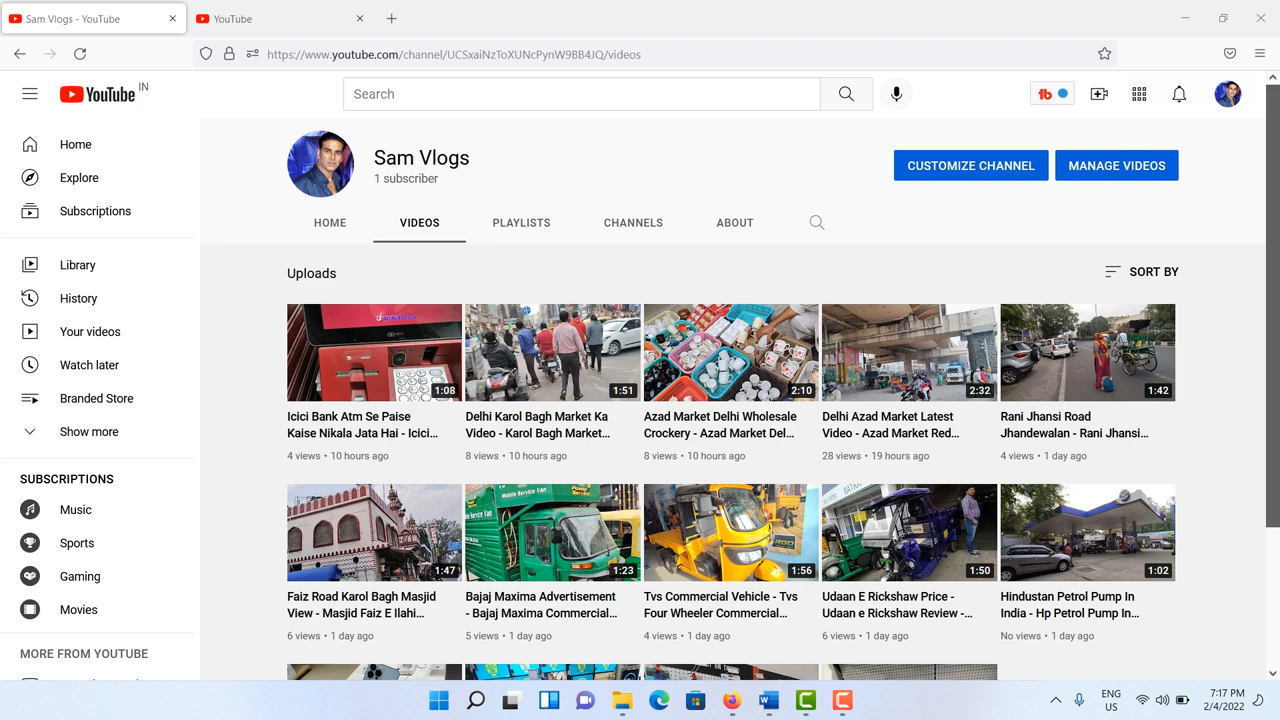 Sam Vlogs - YouTube
YouTube
https://www.youtube.com/channel/UCSxaiNzToXUNcPynW9BB4JQ/videos
YouTube IN
Search
Home
Explore
Subscriptions
Library
History
Your videos
Watch later
Branded Store
Show more
SUBSCRIPTIONS
Music
Sports
Gaming
Movies
MORE FROM YOUTUBE
Sam Vlogs
1 subscriber
CUSTOMIZE CHANNEL
MANAGE VIDEOS
HOME
VIDEOS
PLAYLISTS
CHANNELS
ABOUT
Uploads
SORT BY
1:08
Icici Bank Atm Se Paise
Kaise Nikala Jata Hai - Icici...
4 views • 10 hours ago
1:51
Delhi Karol Bagh Market Ka
Video - Karol Bagh Market...
8 views • 10 hours ago
2:10
Azad Market Delhi Wholesale
Crockery - Azad Market Del...
8 views • 10 hours ago
2:32
Delhi Azad Market Latest
Video - Azad Market Red...
28 views • 19 hours ago
1:42
Rani Jhansi Road
Jhandewalan - Rani Jhansi...
4 views • 1 day ago
1:47
Faiz Road Karol Bagh Masjid
View - Masjid Faiz E Ilahi...
6 views • 1 day ago
Mobile Service Van
1:23
Bajaj Maxima Advertisement
- Bajaj Maxima Commercial...
5 views • 1 day ago
1:56
Tvs Commercial Vehicle - Tvs
Four Wheeler Commercial...
4 views • 1 day ago
1:50
Udaan E Rickshaw Price -
Udaan e Rickshaw Review -...
6 views • 1 day ago
1:02
Hindustan Petrol Pump In
India - Hp Petrol Pump In...
No views • 1 day ago
ENG
US
7:17 PM
2/4/2022